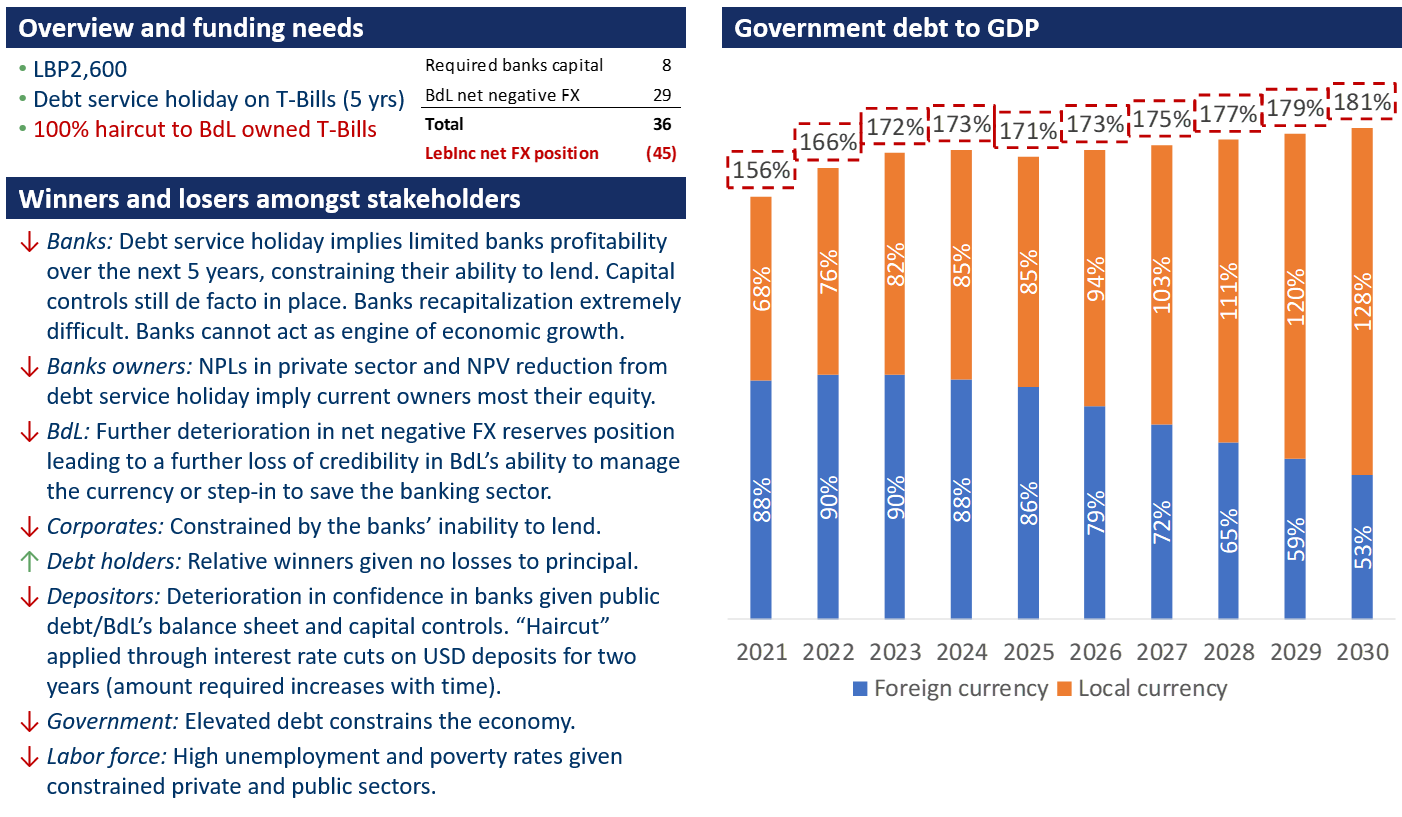 Overview and funding needs
• LBP2,600
• Debt service holiday on T-Bills (5 yrs)
• 100% haircut to BdL owned T-Bills
Required banks capital 8
BdL net negative FX 29
Total 36
LebInc net FX position (45)
Winners and losers amongst stakeholders
↓ Banks: Debt service holiday implies limited banks profitability
over the next 5 years, constraining their ability to lend. Capital
controls still de facto in place. Banks recapitalization extremely
difficult. Banks cannot act as engine of economic growth.
↓ Banks owners: NPLs in private sector and NPV reduction from
debt service holiday imply current owners most their equity.
↓ BdL: Further deterioration in net negative FX reserves position
leading to a further loss of credibility in BdL’s ability to manage
the currency or step-in to save the banking sector.
↓ Corporates: Constrained by the banks’ inability to lend.
↑ Debt holders: Relative winners given no losses to principal.
↓ Depositors: Deterioration in confidence in banks given public
debt/BdL’s balance sheet and capital controls. “Haircut”
applied through interest rate cuts on USD deposits for two
years (amount required increases with time).
↓ Government: Elevated debt constrains the economy.
↓ Labor force: High unemployment and poverty rates given
constrained private and public sectors.
Government debt to GDP
156% 166% 172% 173% 171% 173% 175% 177% 179% 181%
68% 76% 82% 85% 85% 94% 103% 111% 120% 128%
88% 90% 90% 88% 86% 79% 72% 65% 59% 53%
2021 2022 2023 2024 2025 2026 2027 2028 2029 2030
Foreign currency Local currency